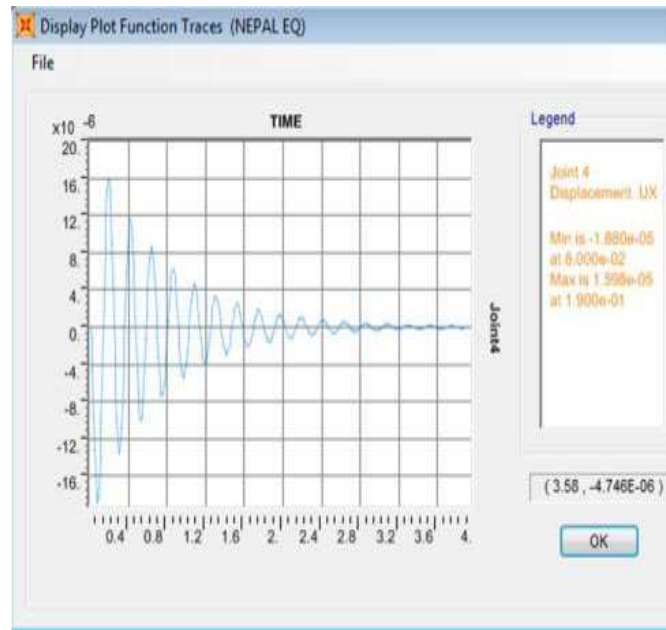 Display Plot Function Traces (NEPAL EQ)
File
x10 -6
TIME
Legend
20.
16.
12.
8.
4.
0.
-4.
-8.
-12.
-16.
Joint4
Joint 4
Displacement UX
Min is -1.880e-05
at 8.000e-02
Max is 1.598e-05
at 1.900e-01
0.4 0.8 1.2 1.6 2. 2.4 2.8 3.2 3.6 4.
(3.58 , -4.746E-06 )
OK